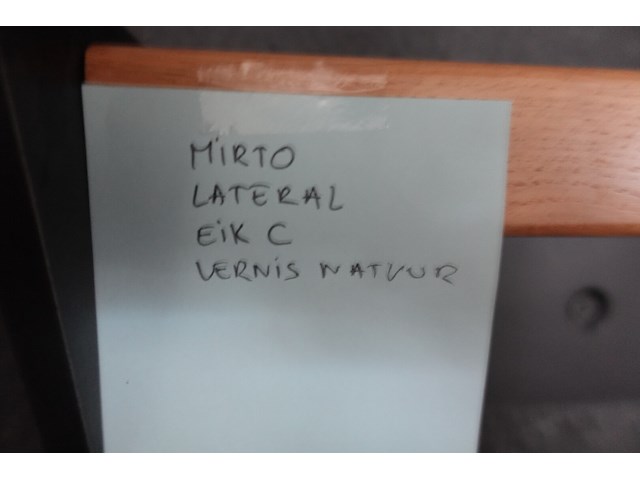 MIRTO
LATERAL
EIK C
VERNIS NATUUR